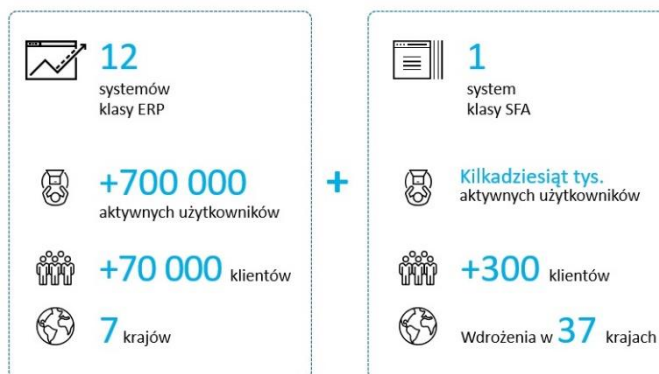 12
systemów
klasy ERP
+700 000
aktywnych użytkowników
+70 000 klientów
7 krajów
+
1
system
klasy SFA
Kilkadziesiąt tys.
aktywnych użytkowników
+300 klientów
Wdrożenia w 37 krajach